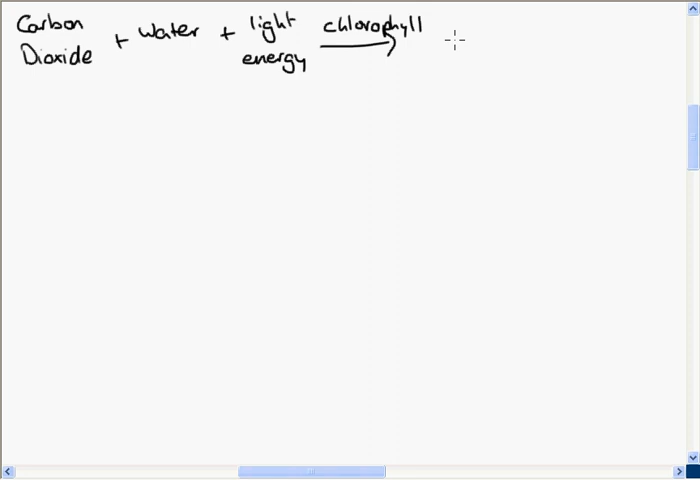 Carbon Dioxide + water + light energy chlorophyll →